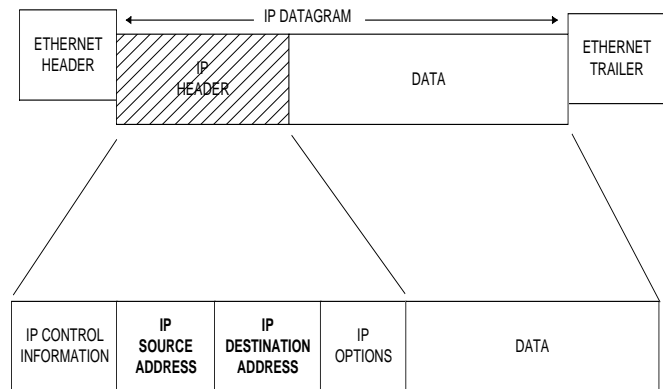 IP DATAGRAM
ETHERNET
HEADER
IP
HEADER
DATA
ETHERNET
TRAILER
IP CONTROL
INFORMATION
IP
SOURCE
ADDRESS
IP
DESTINATION
ADDRESS
IP
OPTIONS
DATA